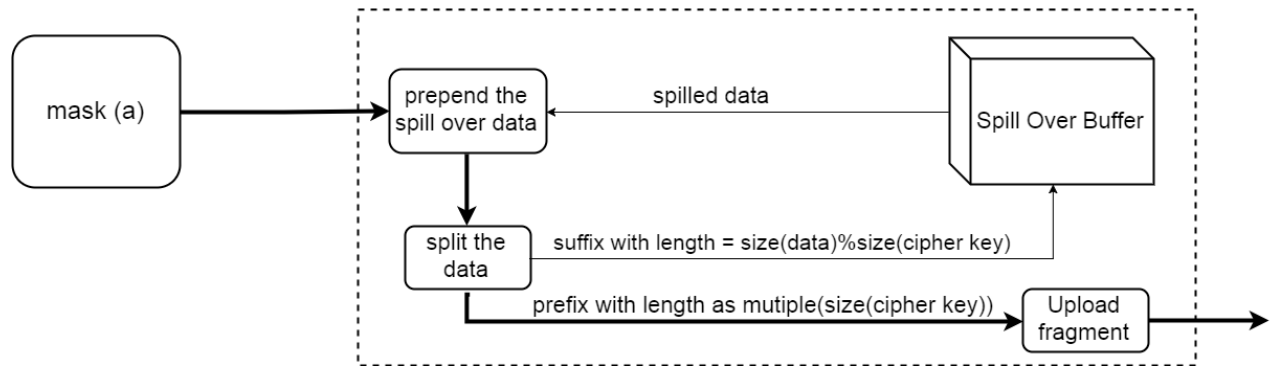 mask (a)
prepend the
spill over data
spilled data
Spill Over Buffer
split the
data
suffix with length = size(data)%size(cipher key)
prefix with length as mutiple(size(cipher key))
Upload
fragment